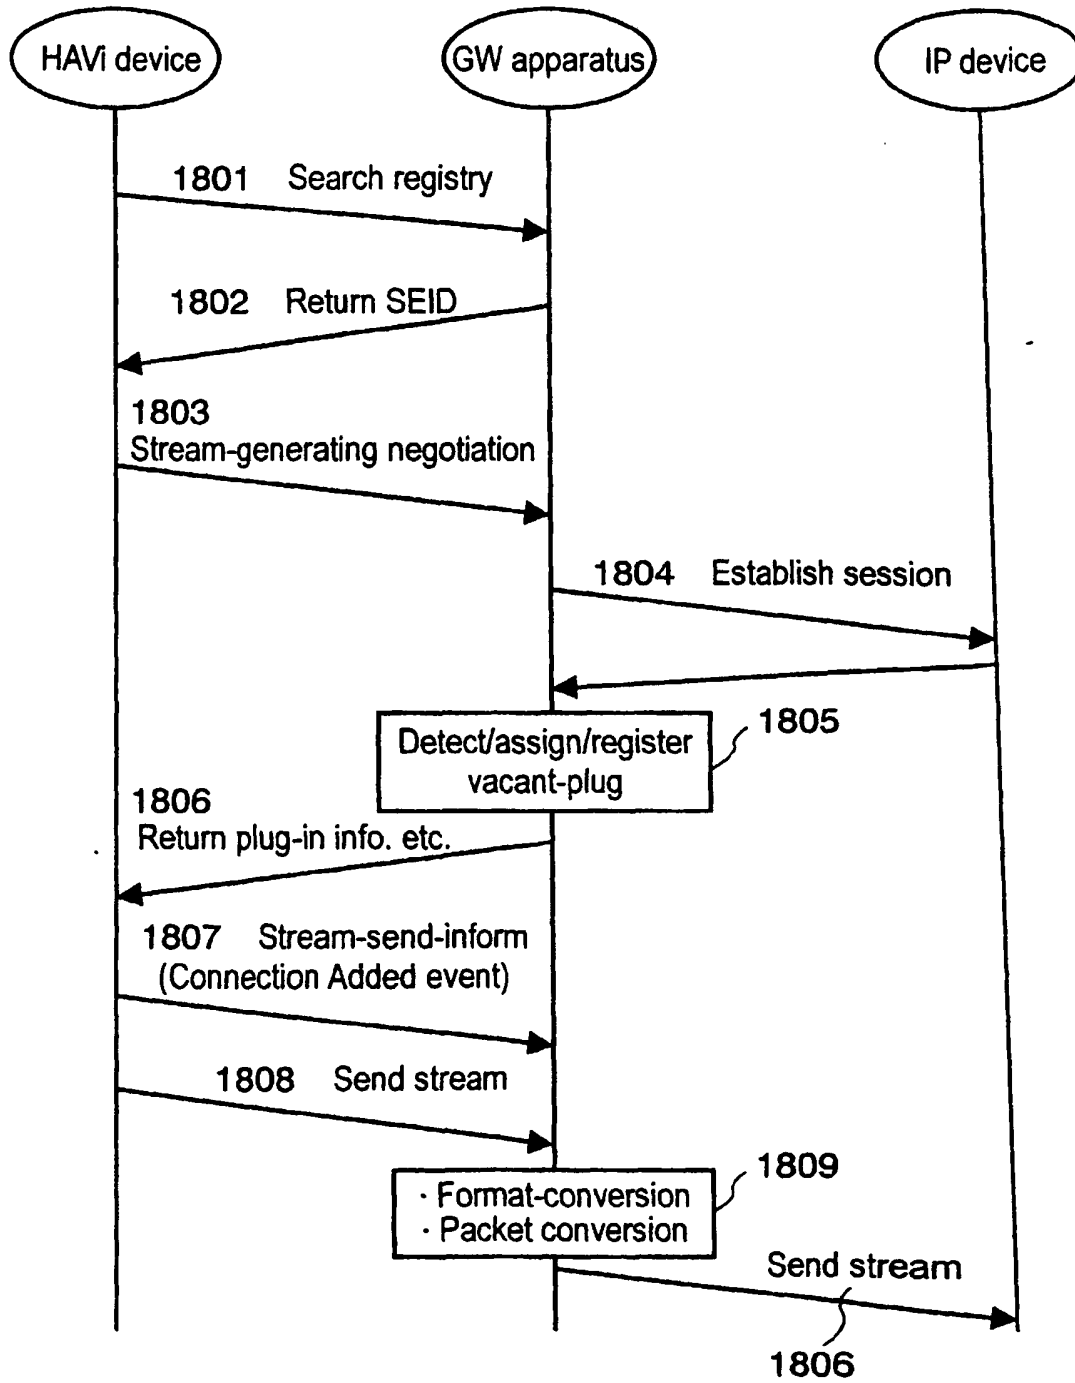 HAVi device
GW apparatus
IP device
1801 Search registry
1802 Return SEID
1803
Stream-generating negotiation
1804 Establish session
1805
Detect/assign/register
vacant-plug
1806
Return plug-in info. etc.
1807 Stream-send-inform
(Connection Added event)
1808 Send stream
1809
· Format-conversion
· Packet conversion
Send stream
1806